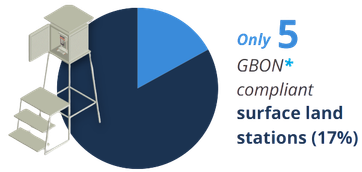 Only 5
GBON*
compliant
surface land
stations (17%)